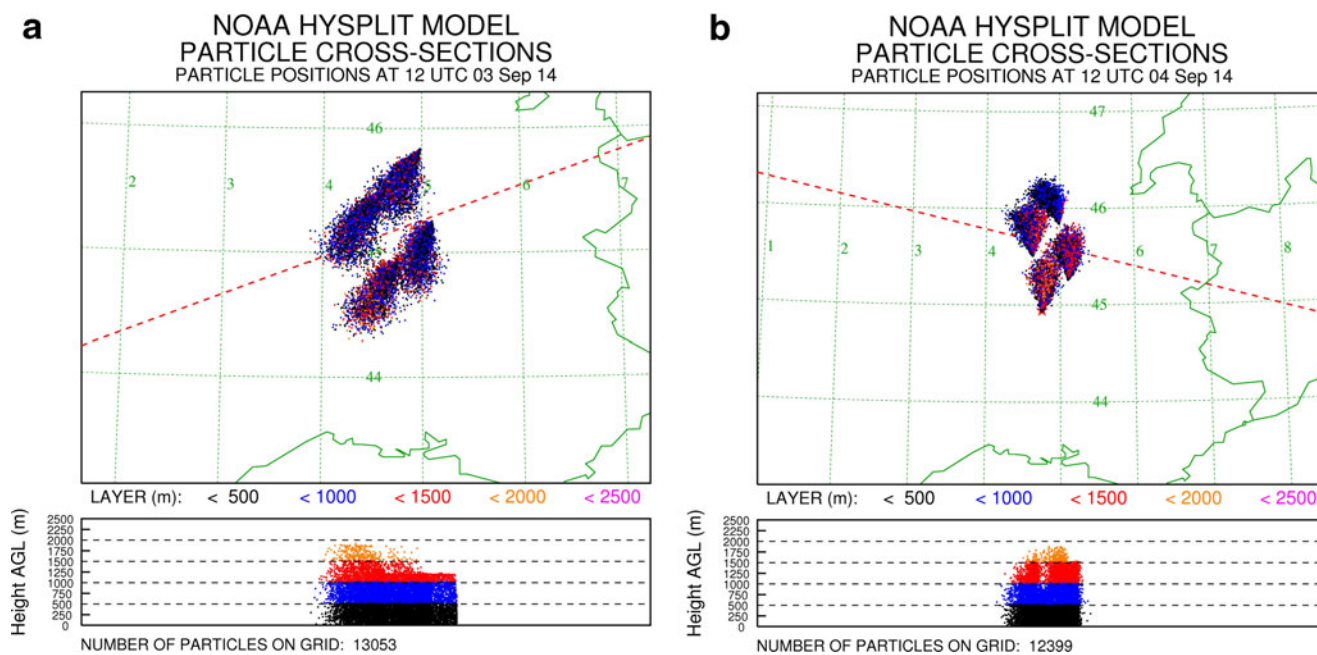 a
NOAA HYSPLIT MODEL
PARTICLE CROSS-SECTIONS
PARTICLE POSITIONS AT 12 UTC 03 Sep 14
46
2 3 4 5 6 7
44
LAYER (m): < 500 < 1000 < 1500 < 2000 < 2500
Height AGL (m)
2500
2250
2000
1750
1500
1250
1000
750
500
250
0
NUMBER OF PARTICLES ON GRID: 13053
b
NOAA HYSPLIT MODEL
PARTICLE CROSS-SECTIONS
PARTICLE POSITIONS AT 12 UTC 04 Sep 14
47
46
1 2 3 4 6 7 8
45
44
LAYER (m): < 500 < 1000 < 1500 < 2000 < 2500
Height AGL (m)
2500
2250
2000
1750
1500
1250
1000
750
500
250
0
NUMBER OF PARTICLES ON GRID: 12399